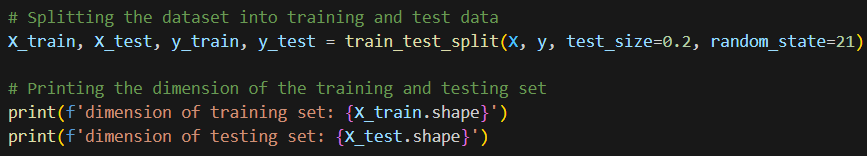 # Splitting the dataset into training and test data
X_train, X_test, y_train, y_test = train_test_split(X, y, test_size=0.2, random_state=21)
# Printing the dimension of the training and testing set
print(f'dimension of training set: {X_train.shape}')
print(f'dimension of testing set: {X_test.shape}')